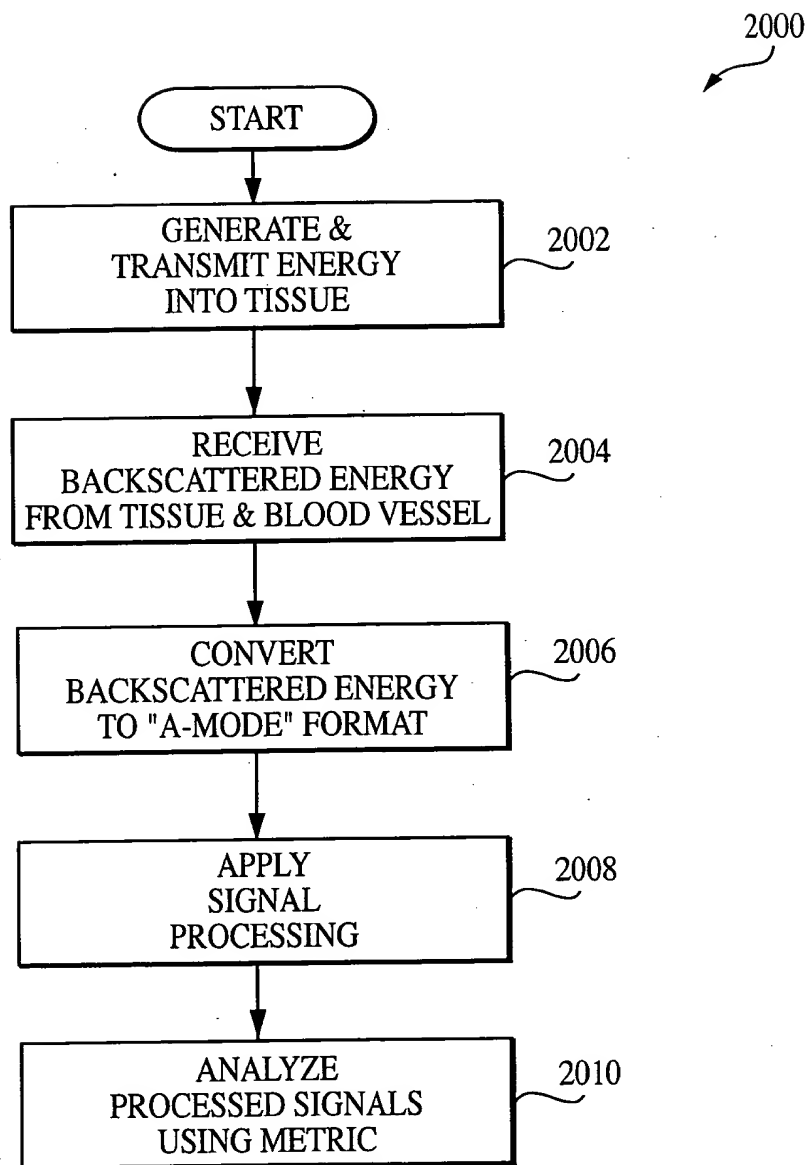 2000
START
GENERATE &
TRANSMIT ENERGY
INTO TISSUE
2002
RECEIVE
BACKSCATTERED ENERGY
FROM TISSUE & BLOOD VESSEL
2004
CONVERT
BACKSCATTERED ENERGY
TO "A-MODE" FORMAT
2006
APPLY
SIGNAL
PROCESSING
2008
ANALYZE
PROCESSED SIGNALS
USING METRIC
2010